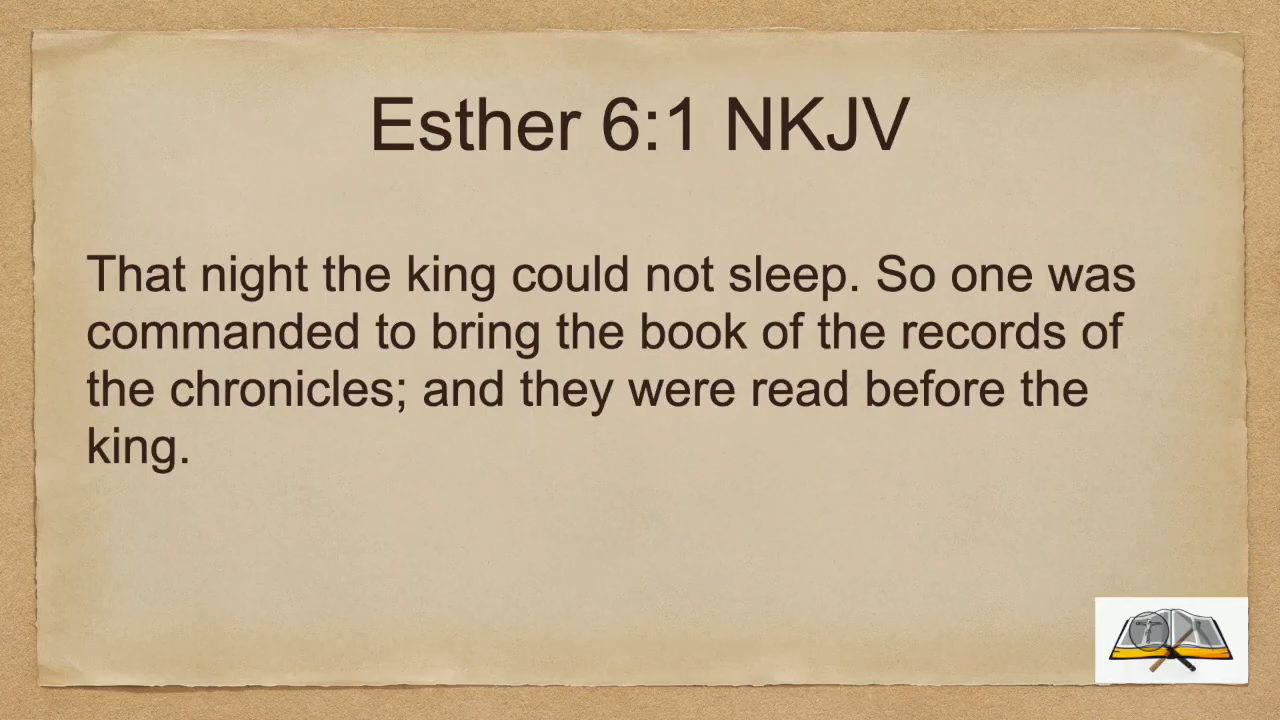 Esther 6:1 NKJV
That night the king could not sleep. So one was
commanded to bring the book of the records of
the chronicles; and they were read before the
king.